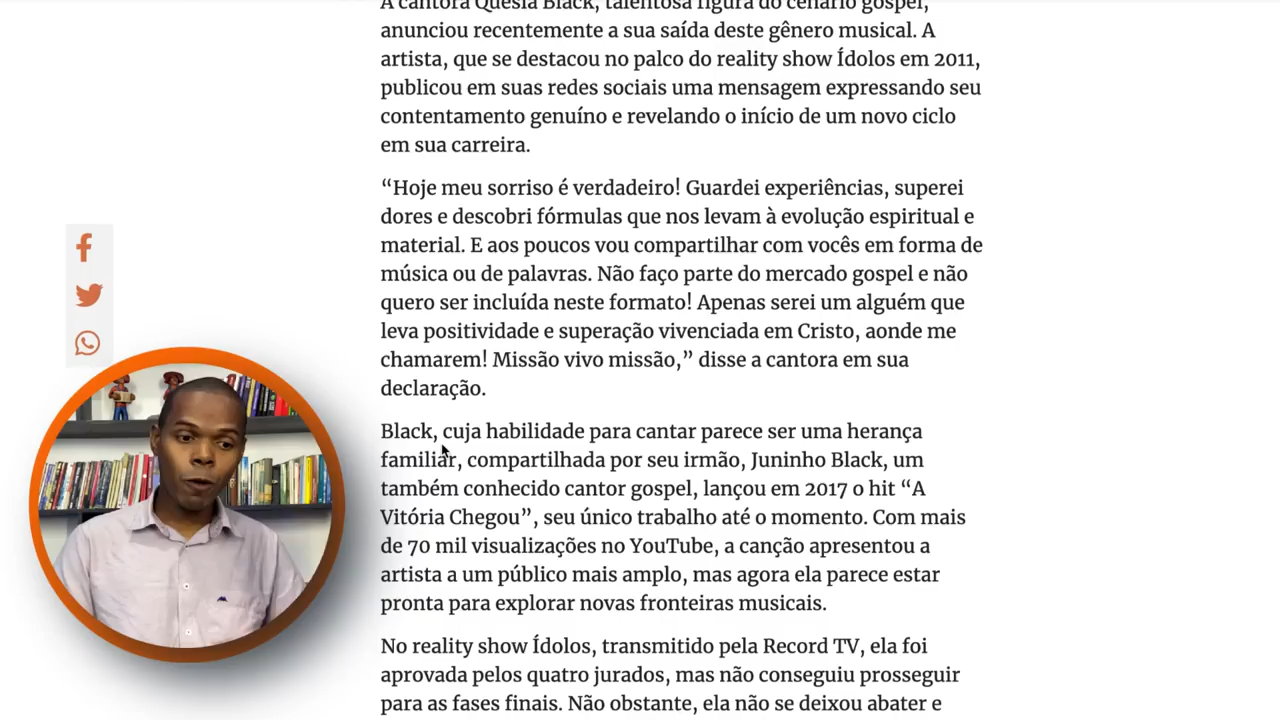 A cantora Quesia Black, talentosa figura do cenário gospel,
anunciou recentemente a sua saída deste gênero musical. A
artista, que se destacou no palco do reality show Ídolos em 2011,
publicou em suas redes sociais uma mensagem expressando seu
contentamento genuíno e revelando o início de um novo ciclo
em sua carreira.
“Hoje meu sorriso é verdadeiro! Guardei experiências, superei
dores e descobri fórmulas que nos levam à evolução espiritual e
material. E aos poucos vou compartilhar com vocês em forma de
música ou de palavras. Não faço parte do mercado gospel e não
quero ser incluída neste formato! Apenas serei um alguém que
leva positividade e superação vivenciada em Cristo, aonde me
chamarem! Missão vivo missão,” disse a cantora em sua
declaração.
Black, cuja habilidade para cantar parece ser uma herança
familiar, compartilhada por seu irmão, Juninho Black, um
também conhecido cantor gospel, lançou em 2017 o hit “A
Vitória Chegou”, seu único trabalho até o momento. Com mais
de 70 mil visualizações no YouTube, a canção apresentou a
artista a um público mais amplo, mas agora ela parece estar
pronta para explorar novas fronteiras musicais.
No reality show Ídolos, transmitido pela Record TV, ela foi
aprovada pelos quatro jurados, mas não conseguiu prosseguir
para as fases finais. Não obstante, ela não se deixou abater e